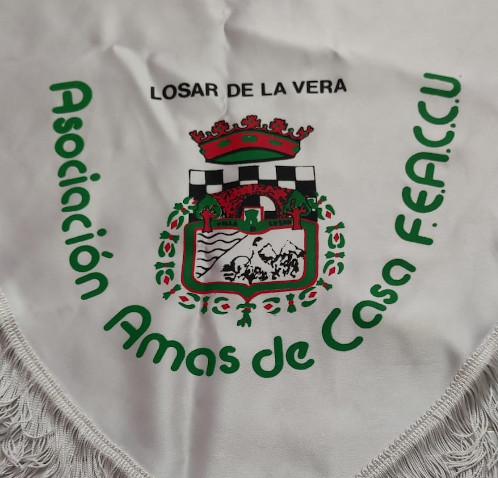 LOSAR DE LA VERA
Asociación Amas de Casa F.E.A.C.C.U